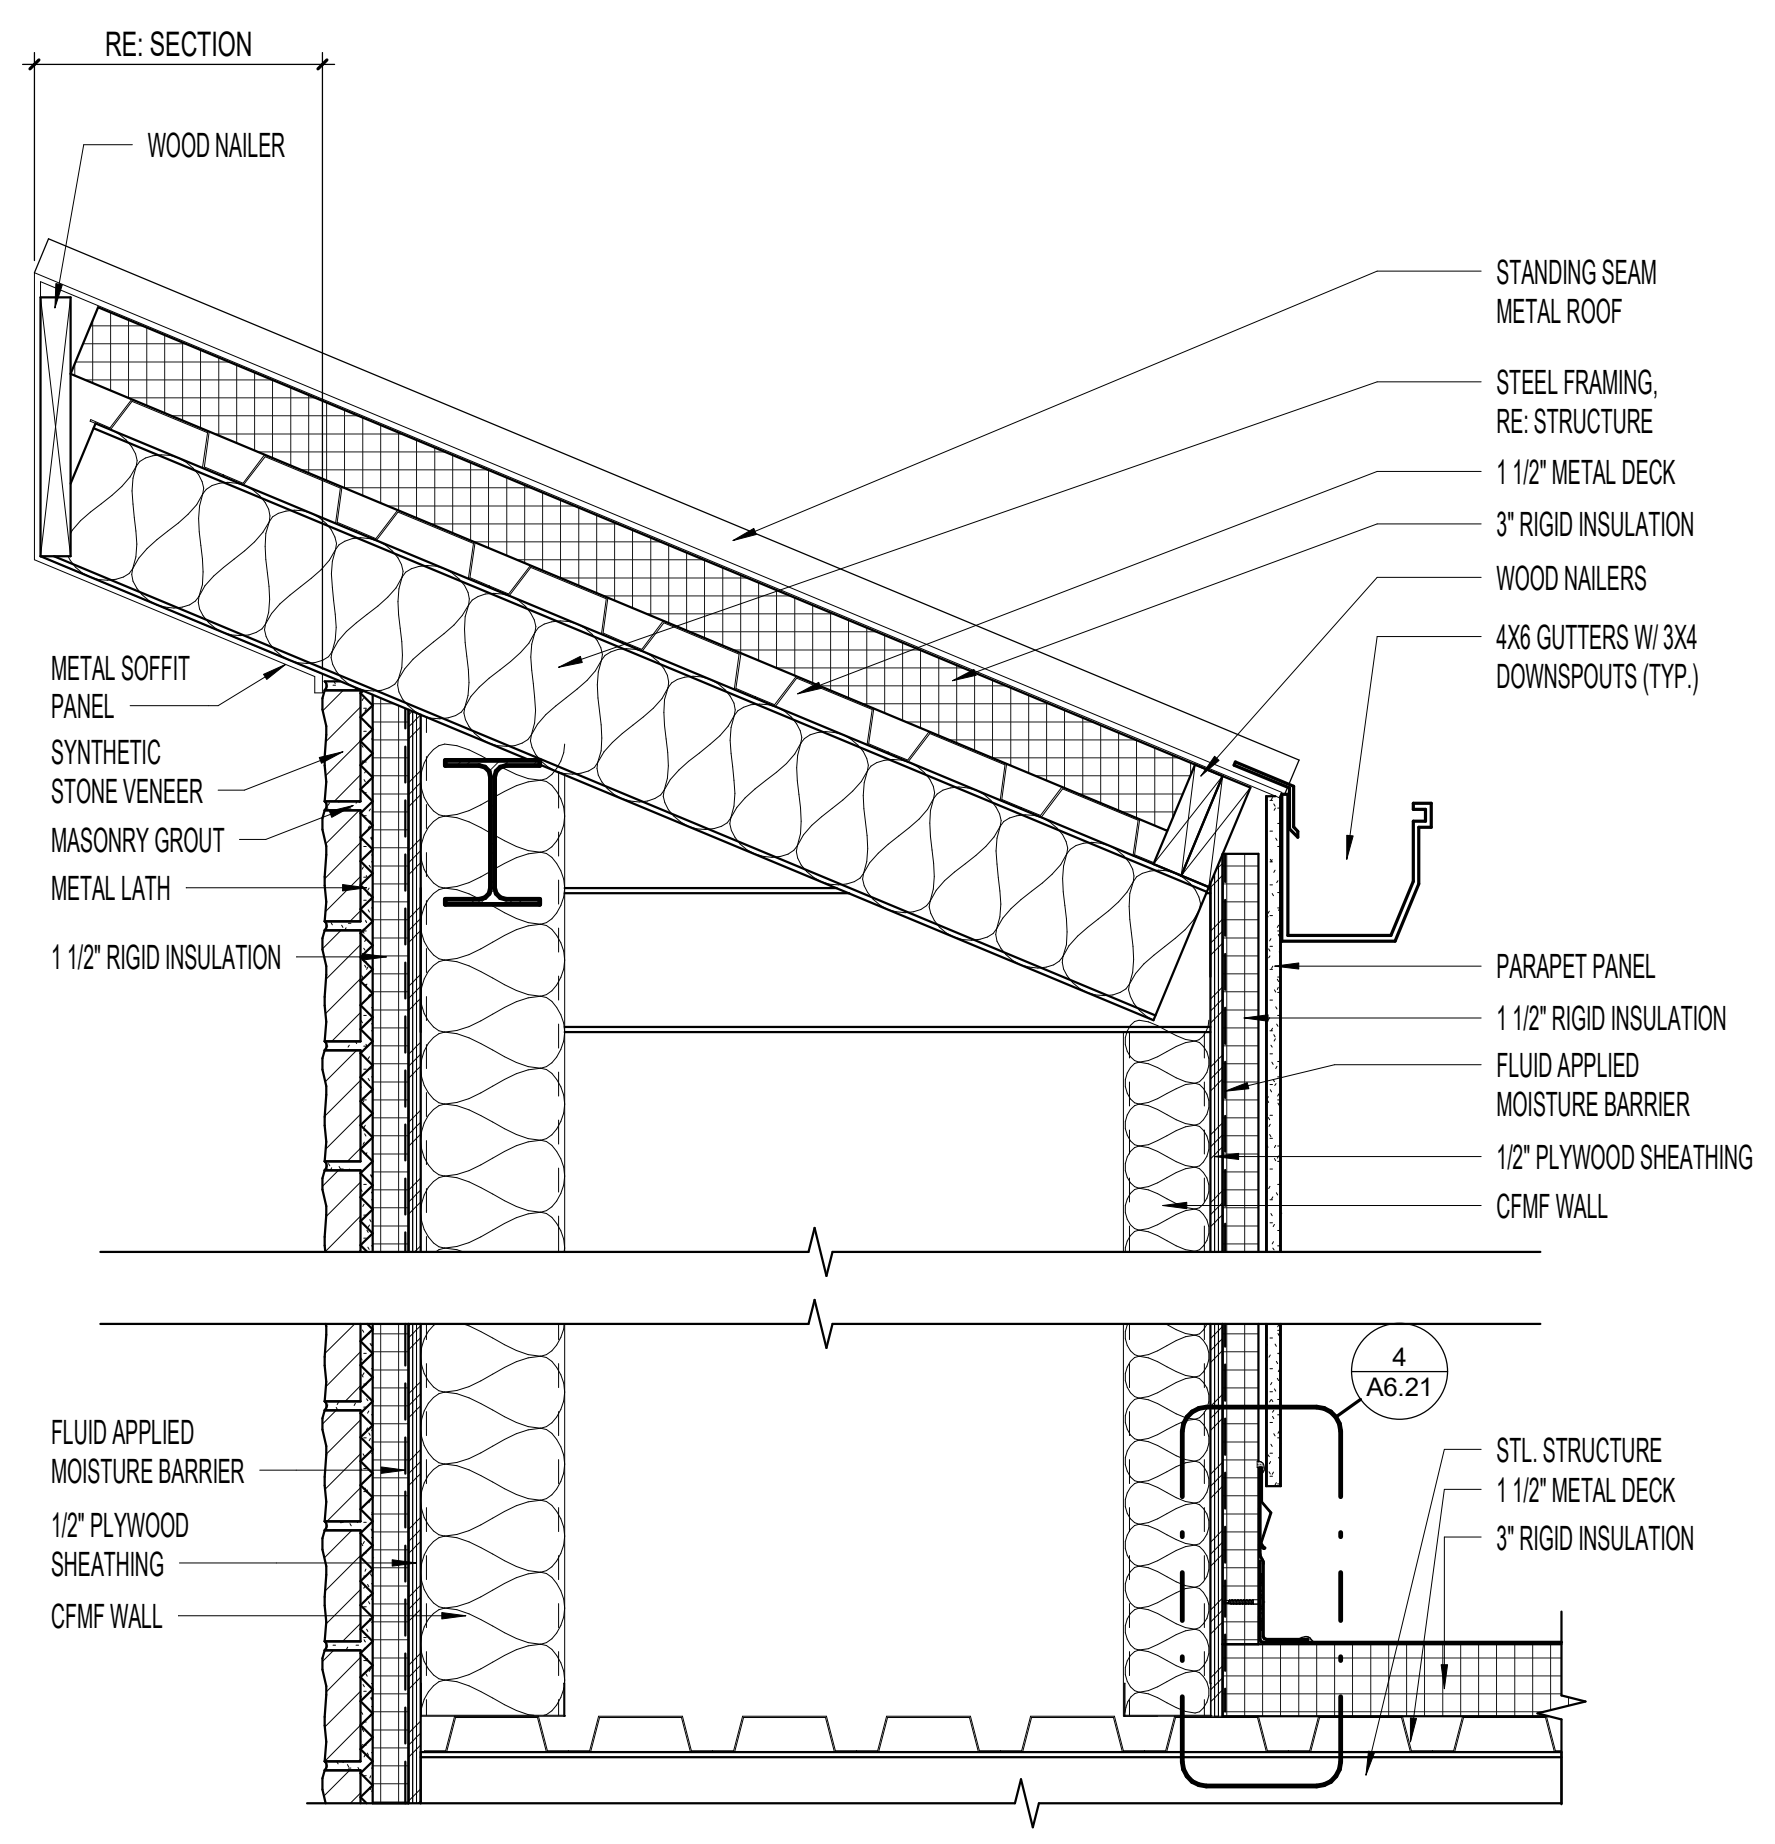 RE: SECTION
WOOD NAILER
STANDING SEAM
METAL ROOF
STEEL FRAMING,
RE: STRUCTURE
1 1/2" METAL DECK
3" RIGID INSULATION
WOOD NAILERS
4X6 GUTTERS W/ 3X4
DOWNSPOUTS (TYP.)
METAL SOFFIT
PANEL
SYNTHETIC
STONE VENEER
MASONRY GROUT
METAL LATH
1 1/2" RIGID INSULATION
PARAPET PANEL
1 1/2" RIGID INSULATION
FLUID APPLIED
MOISTURE BARRIER
1/2" PLYWOOD SHEATHING
CFMF WALL
4
A6.21
FLUID APPLIED
MOISTURE BARRIER
1/2" PLYWOOD
SHEATHING
CFMF WALL
STL. STRUCTURE
1 1/2" METAL DECK
3" RIGID INSULATION